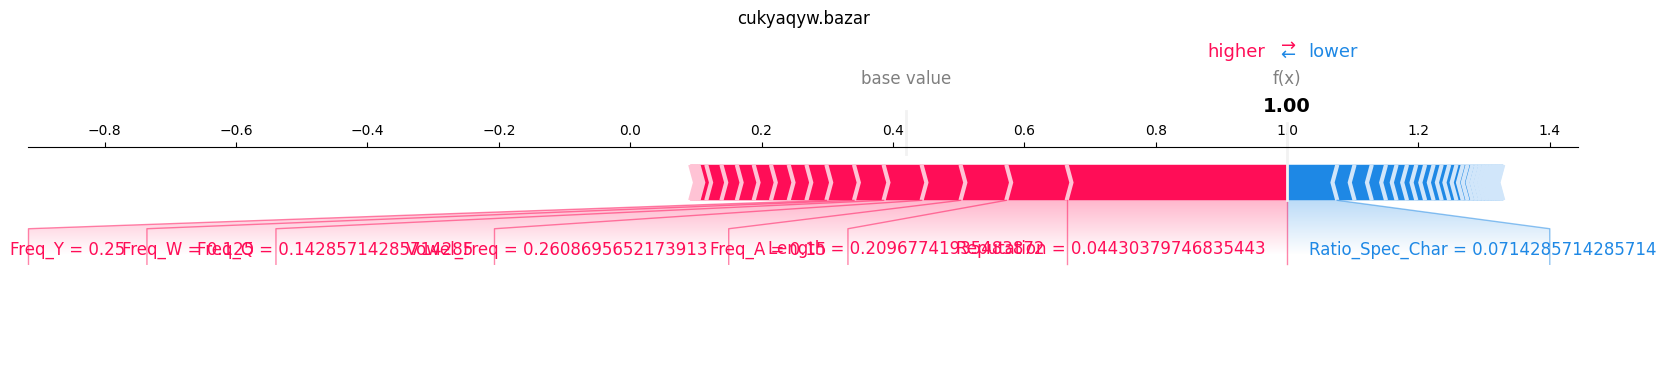 cukyaqyw.bazar
higher ⇄ lower
base value f(x)
1.00
−0.8 −0.6 −0.4 −0.2 0.0 0.2 0.4 0.6 0.8 1.0 1.2 1.4
Freq_Y = 0.25 Freq_W = 0.125 Freq_Q = 0.14285714285714285 Vowel_Freq = 0.2608695652173913 Freq_A = 0.15 Length = 0.20967741935483872 Reputation = 0.04430379746835443 Ratio_Spec_Char = 0.0714285714285714